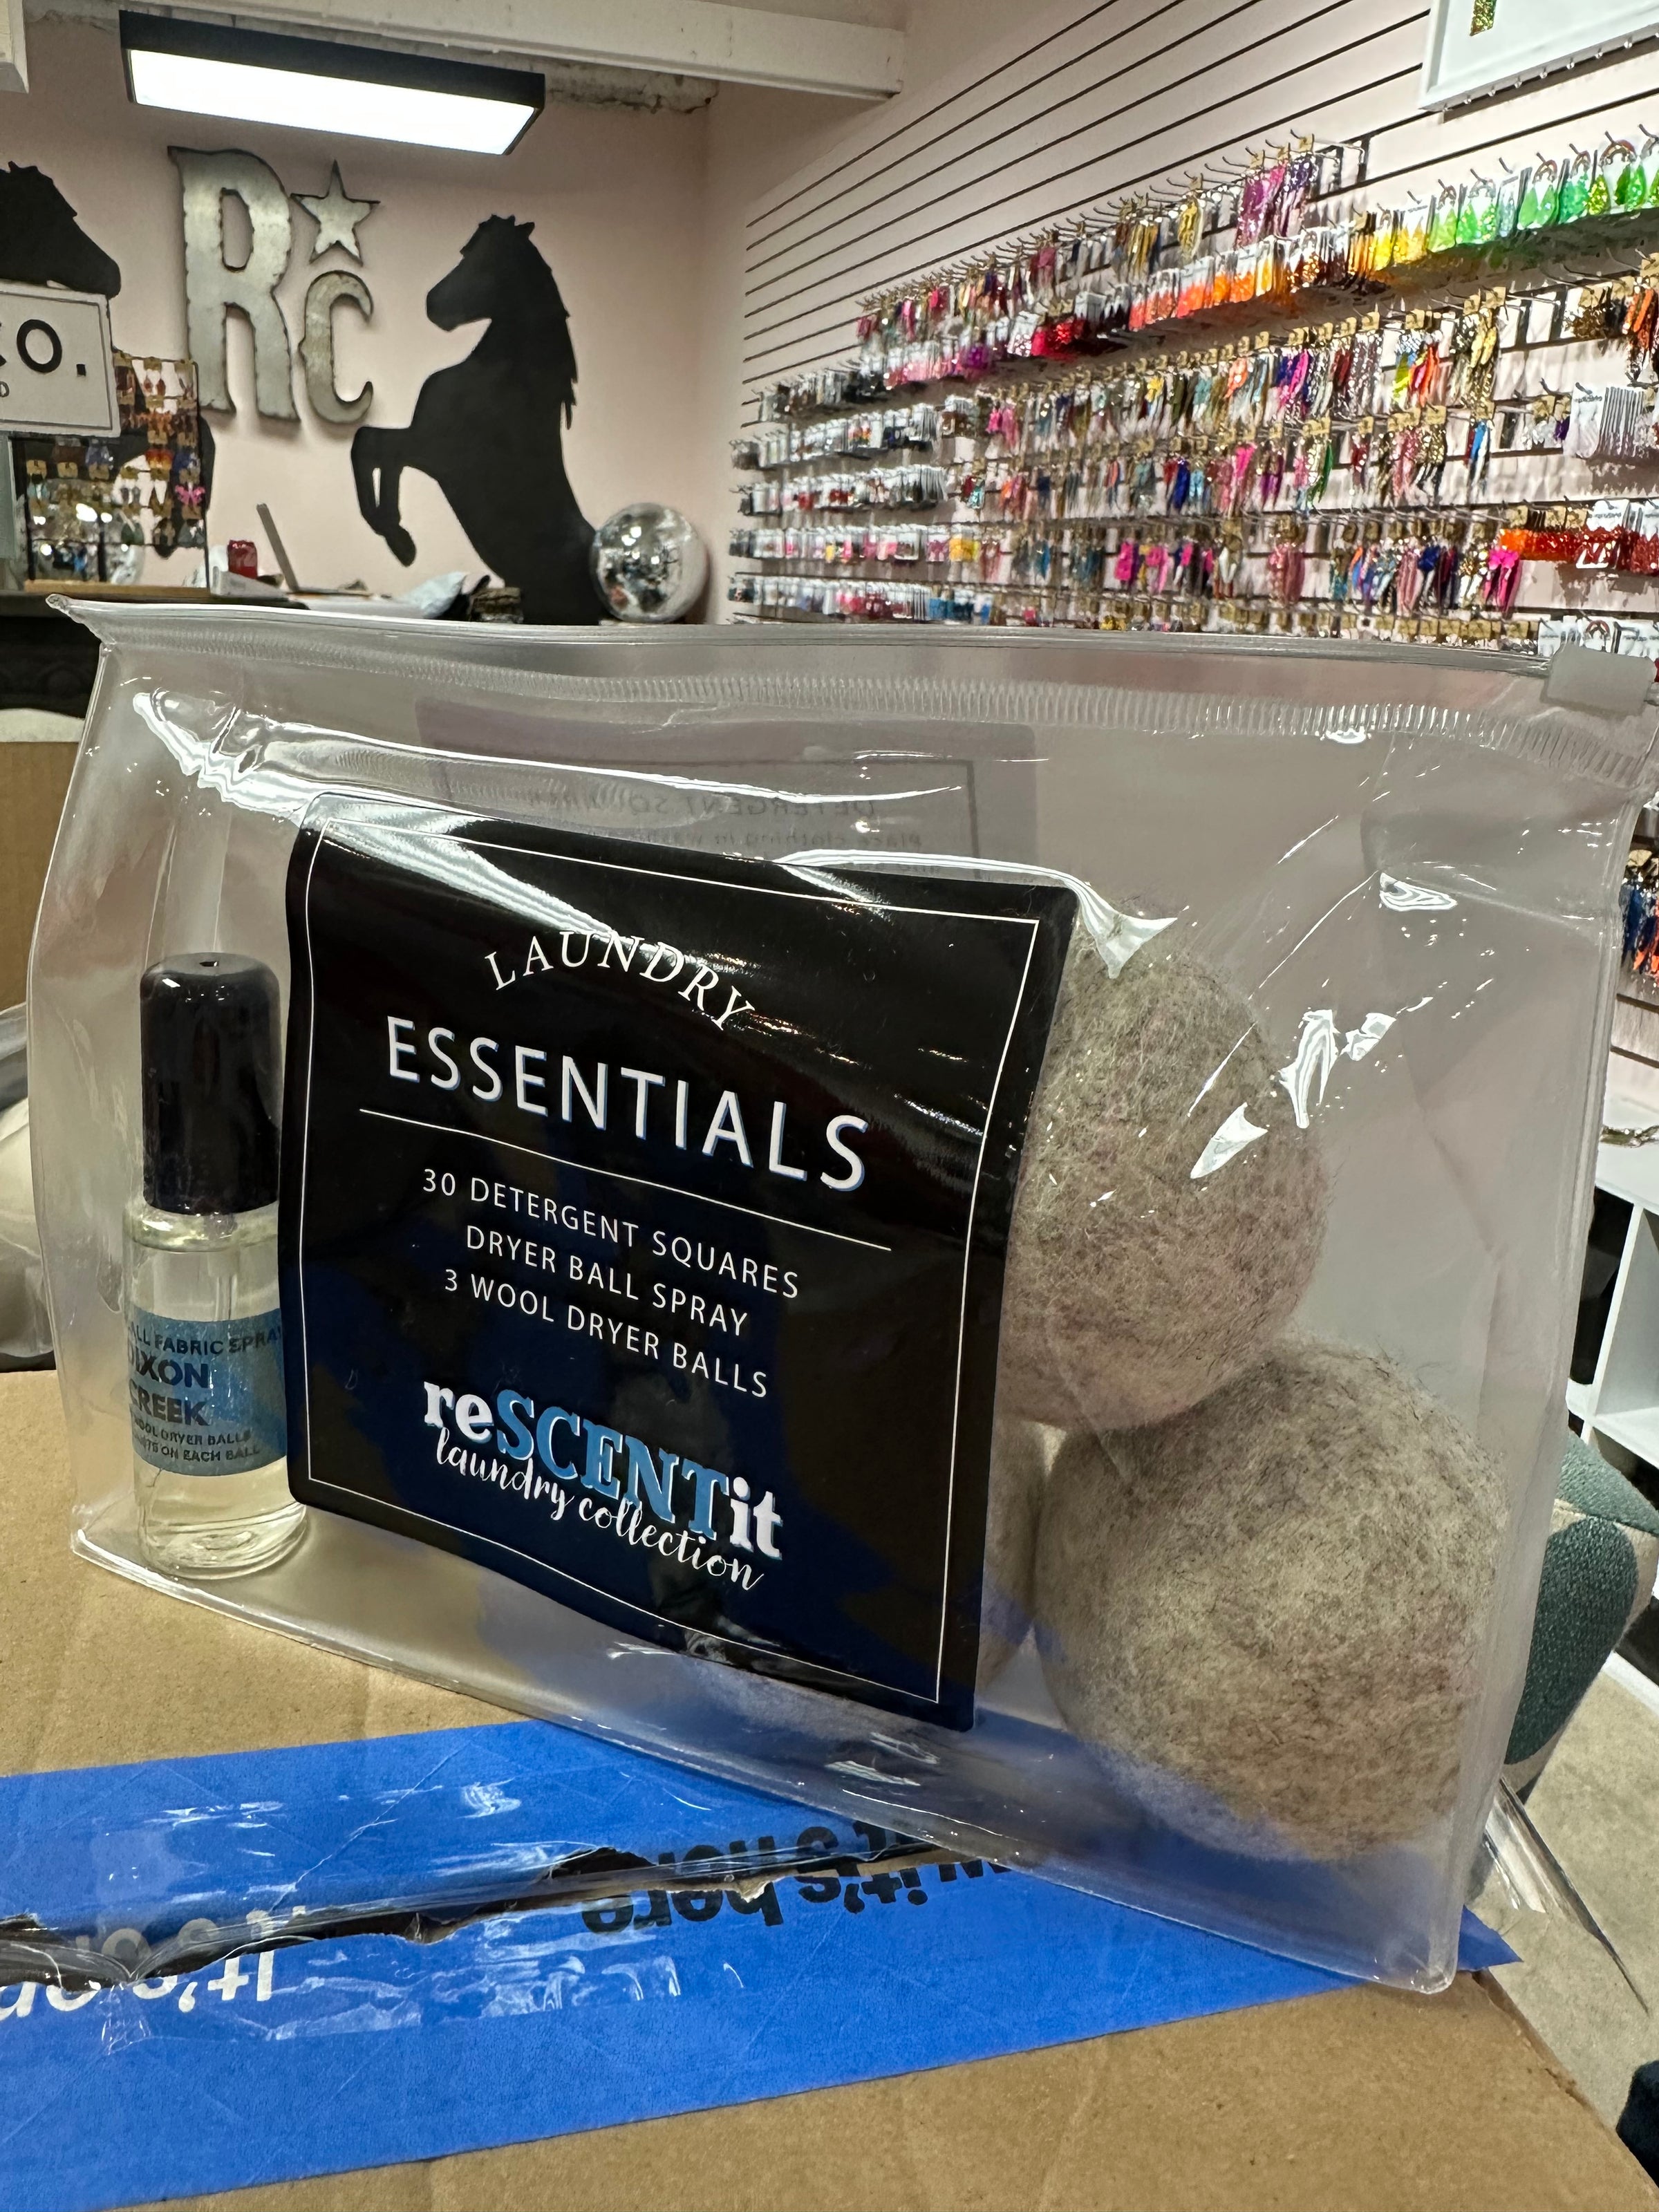 Rc
CO.
DETERGENT
LAUNDRY
ESSENTIALS
30 DETERGENT SQUARES
DRYER BALL SPRAY
3 WOOL DRYER BALLS
reSCENTit
laundry collection
FABRIC SPRAY
DIXON
CREEK
WOOL DRYER BALLS
ON EACH BALL
it's here
It's